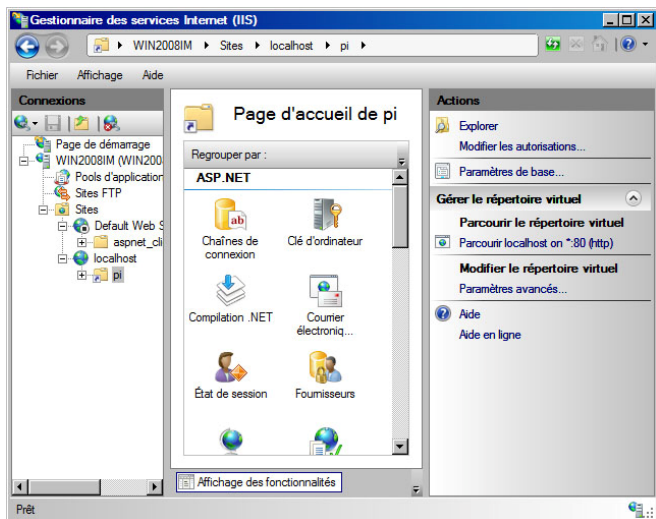 Gestionnaire des services Internet (IIS)
WIN2008IM Sites localhost pi
Fichier Affichage Aide
Connexions
Page de démarrage
WIN2008IM (WIN200
Pools d'application
Sites FTP
Sites
Default Web S
aspnet_cli
localhost
pi
Page d'accueil de pi
Regrouper par :
ASP.NET
Chaînes de connexion
Clé d'ordinateur
Compilation .NET
Courrier électroniq...
État de session
Fournisseurs
Affichage des fonctionnalités
Actions
Explorer
Modifier les autorisations...
Paramètres de base...
Gérer le répertoire virtuel
Parcourir le répertoire virtuel
Parcourir localhost on *:80 (http)
Modifier le répertoire virtuel
Paramètres avancés...
Aide
Aide en ligne
Prêt